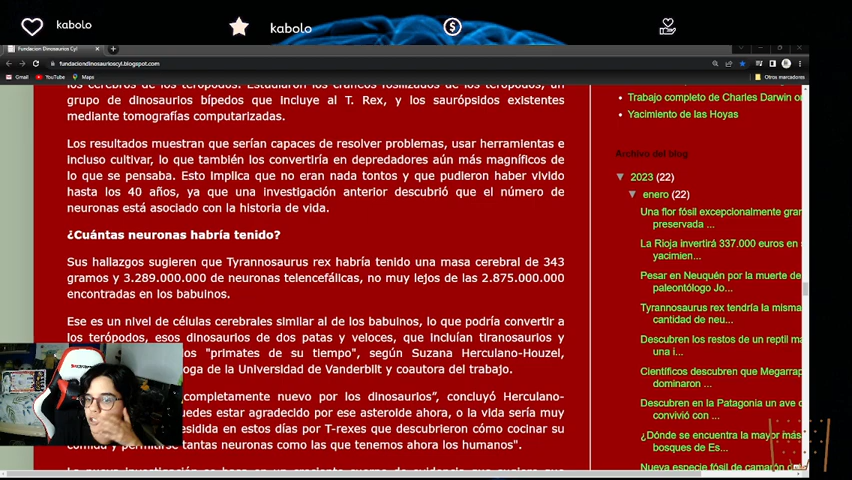 kabolo
kabolo
Fundacion Dinosaurios Cyl
fundaciondinosaurioscyl.blogspot.com
Gmail
YouTube
Maps
Otros marcadores
los cerebros de los terópodos. Estudiaron los cráneos fosilizados de los terópodos, un
grupo de dinosaurios bípedos que incluye al T. Rex, y los saurópsidos existentes
mediante tomografías computarizadas.
Los resultados muestran que serían capaces de resolver problemas, usar herramientas e
incluso cultivar, lo que también los convertiría en depredadores aún más magníficos de
lo que se pensaba. Esto implica que no eran nada tontos y que pudieron haber vivido
hasta los 40 años, ya que una investigación anterior descubrió que el número de
neuronas está asociado con la historia de vida.
¿Cuántas neuronas habría tenido?
Sus hallazgos sugieren que Tyrannosaurus rex habría tenido una masa cerebral de 343
gramos y 3.289.000.000 de neuronas telencefálicas, no muy lejos de las 2.875.000.000
encontradas en los babuinos.
Ese es un nivel de células cerebrales similar al de los babuinos, lo que podría convertir a
los terópodos, esos dinosaurios de dos patas y veloces, que incluían tiranosaurios y
os "primates de su tiempo", según Suzana Herculano-Houzel,
oga de la Universidad de Vanderbilt y coautora del trabajo.
completamente nuevo por los dinosaurios", concluyó Herculano-
uedes estar agradecido por ese asteroide ahora, o la vida sería muy
esidida en estos días por T-rexes que descubrieron cómo cocinar su
comida y permitirse tantas neuronas como las que tenemos ahora los humanos".
Trabajo completo de Charles Darwin on
Yacimiento de las Hoyas
Archivo del blog
▼ 2023 (22)
▼ enero (22)
Una flor fósil excepcionalmente gran
preservada ...
La Rioja invertirá 337.000 euros en s
yacimien...
Pesar en Neuquén por la muerte de
paleontólogo Jo...
Tyrannosaurus rex tendría la misma
cantidad de neu...
Descubren los restos de un reptil ma
una i...
Científicos descubren que Megarrap
dominaron ...
Descubren en la Patagonia un ave c
convivió con ...
¿Dónde se encuentra la mayor más
bosques de Es...
Nueva especie fósil de camarón de